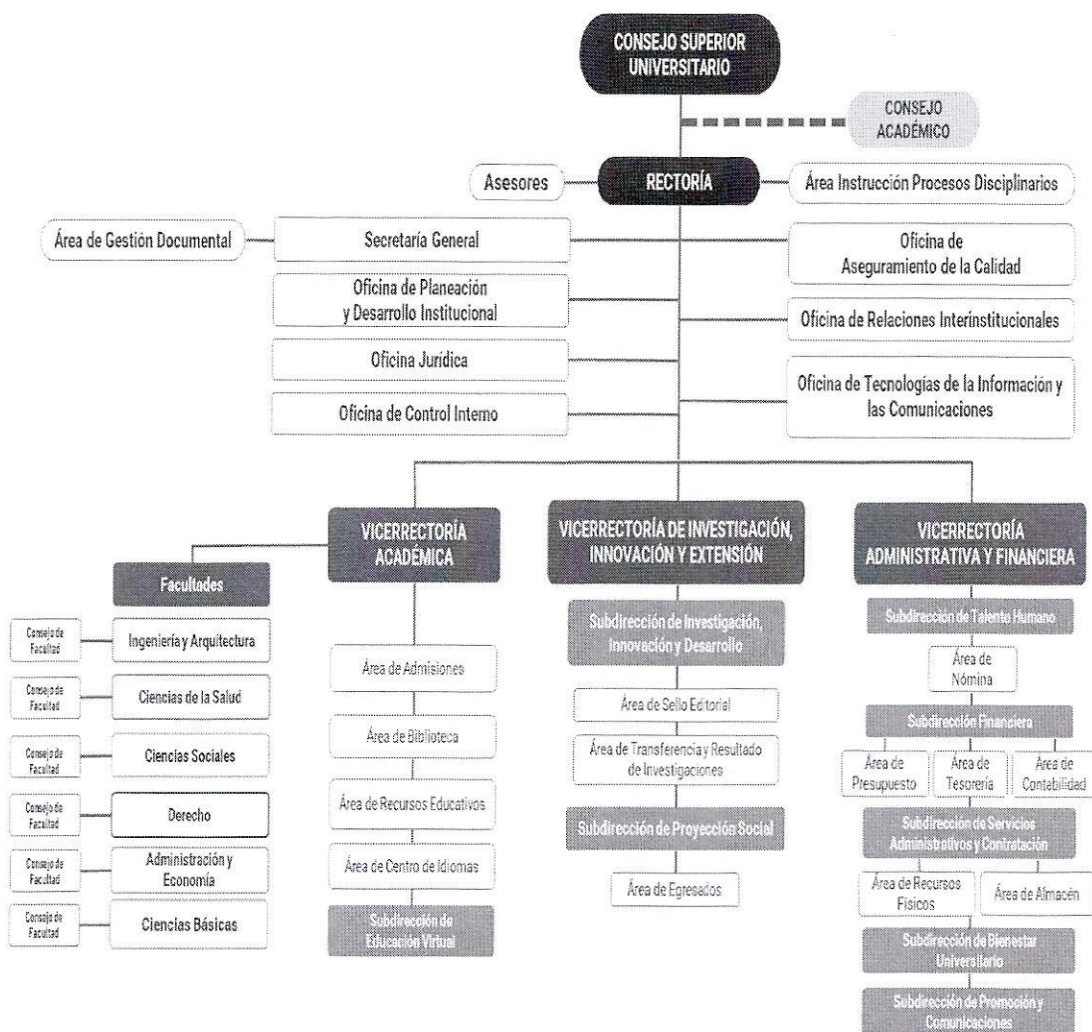 CONSEJO SUPERIOR
UNIVERSITARIO
CONSEJO
ACADÉMICO
Asesores
RECTORÍA
Área Instrucción Procesos Disciplinarios
Área de Gestión Documental
Secretaría General
Oficina de
Aseguramiento de la Calidad
Oficina de Planeación
y Desarrollo Institucional
Oficina de Relaciones Interinstitucionales
Oficina Jurídica
Oficina de Tecnologías de la Información y
las Comunicaciones
Oficina de Control Interno
VICERRECTORÍA
ACADÉMICA
VICERRECTORÍA DE INVESTIGACIÓN,
INNOVACIÓN Y EXTENSIÓN
VICERRECTORÍA
ADMINISTRATIVA Y FINANCIERA
Facultades
Consejo de
Facultad
Ingeniería y Arquitectura
Consejo de
Facultad
Ciencias de la Salud
Consejo de
Facultad
Ciencias Sociales
Consejo de
Facultad
Derecho
Consejo de
Facultad
Administración y
Economía
Consejo de
Facultad
Ciencias Básicas
Área de Admisiones
Área de Biblioteca
Área de Recursos Educativos
Área de Centro de Idiomas
Subdirección de
Educación Virtual
Subdirección de Investigación,
Innovación y Desarrollo
Área de Sello Editorial
Área de Transferencia y Resultado
de Investigaciones
Subdirección de Proyección Social
Área de Egresados
Subdirección de Talento Humano
Área de
Nómina
Subdirección Financiera
Área de
Presupuesto
Área de
Tesorería
Área de
Contabilidad
Subdirección de Servicios
Administrativos y Contratación
Área de Recursos
Físicos
Área de Almacén
Subdirección de Bienestar
Universitario
Subdirección de Promoción y
Comunicaciones